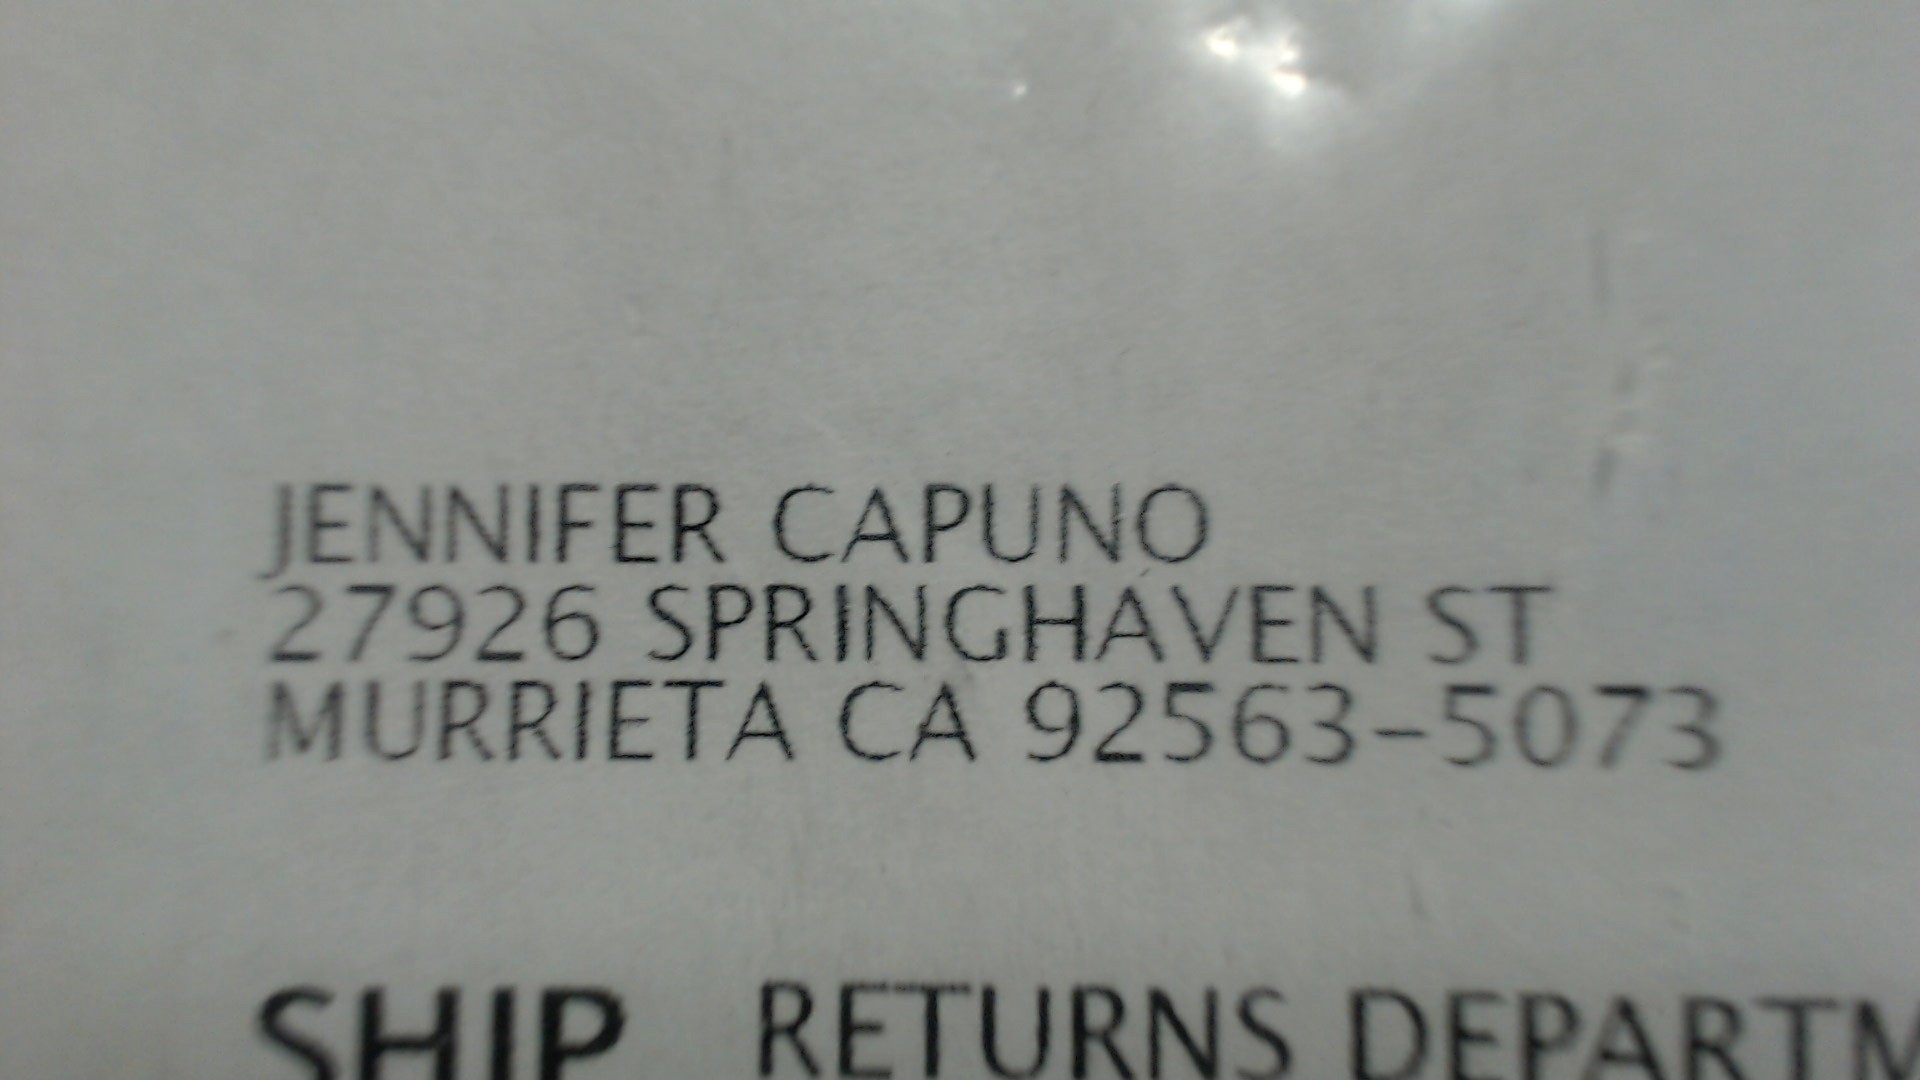 JENNIFER CAPUNO
27926 SPRINGHAVEN ST
MURRIETA CA 92563-5073
SHIP RETURNS